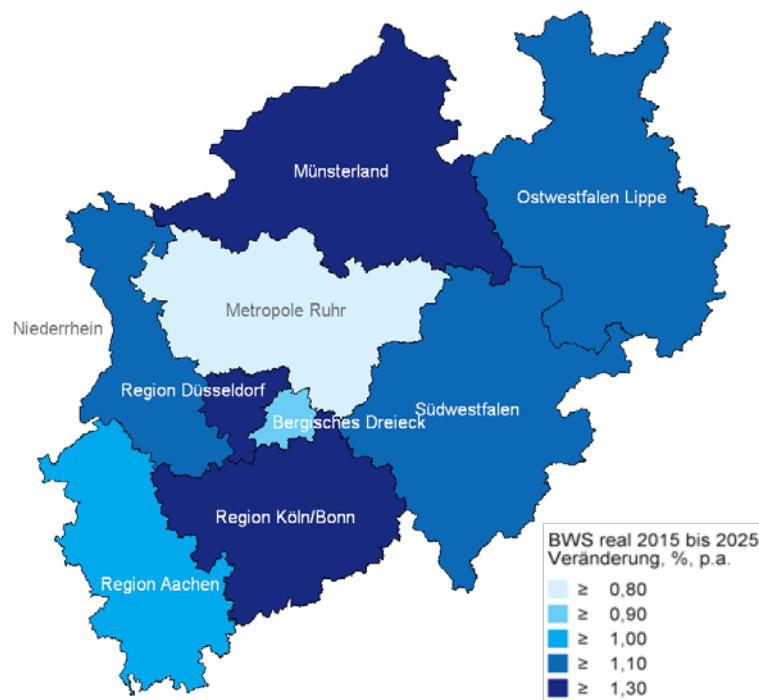 Münsterland
Ostwestfalen Lippe
Metropole Ruhr
Niederrhein
Region Düsseldorf
Bergisches Dreieck
Südwestfalen
Region Köln/Bonn
Region Aachen
BWS real 2015 bis 2025
Veränderung, %, p.a.
≥ 0,80
≥ 0,90
≥ 1,00
≥ 1,10
≥ 1,30